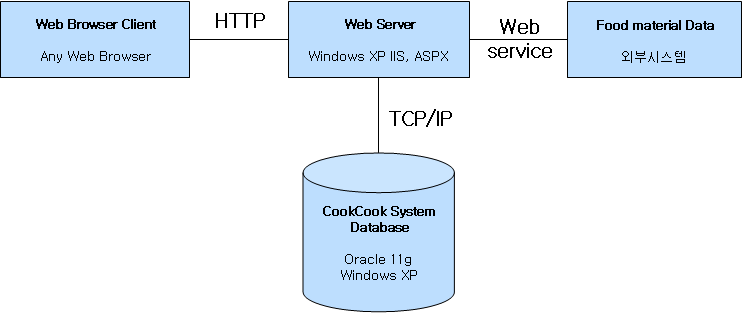 Web Browser Client
Any Web Browser
HTTP
Web Server
Windows XP IIS, ASPX
Web
service
Food material Data
외부시스템
TCP/IP
CookCook System
Database
Oracle 11g
Windows XP